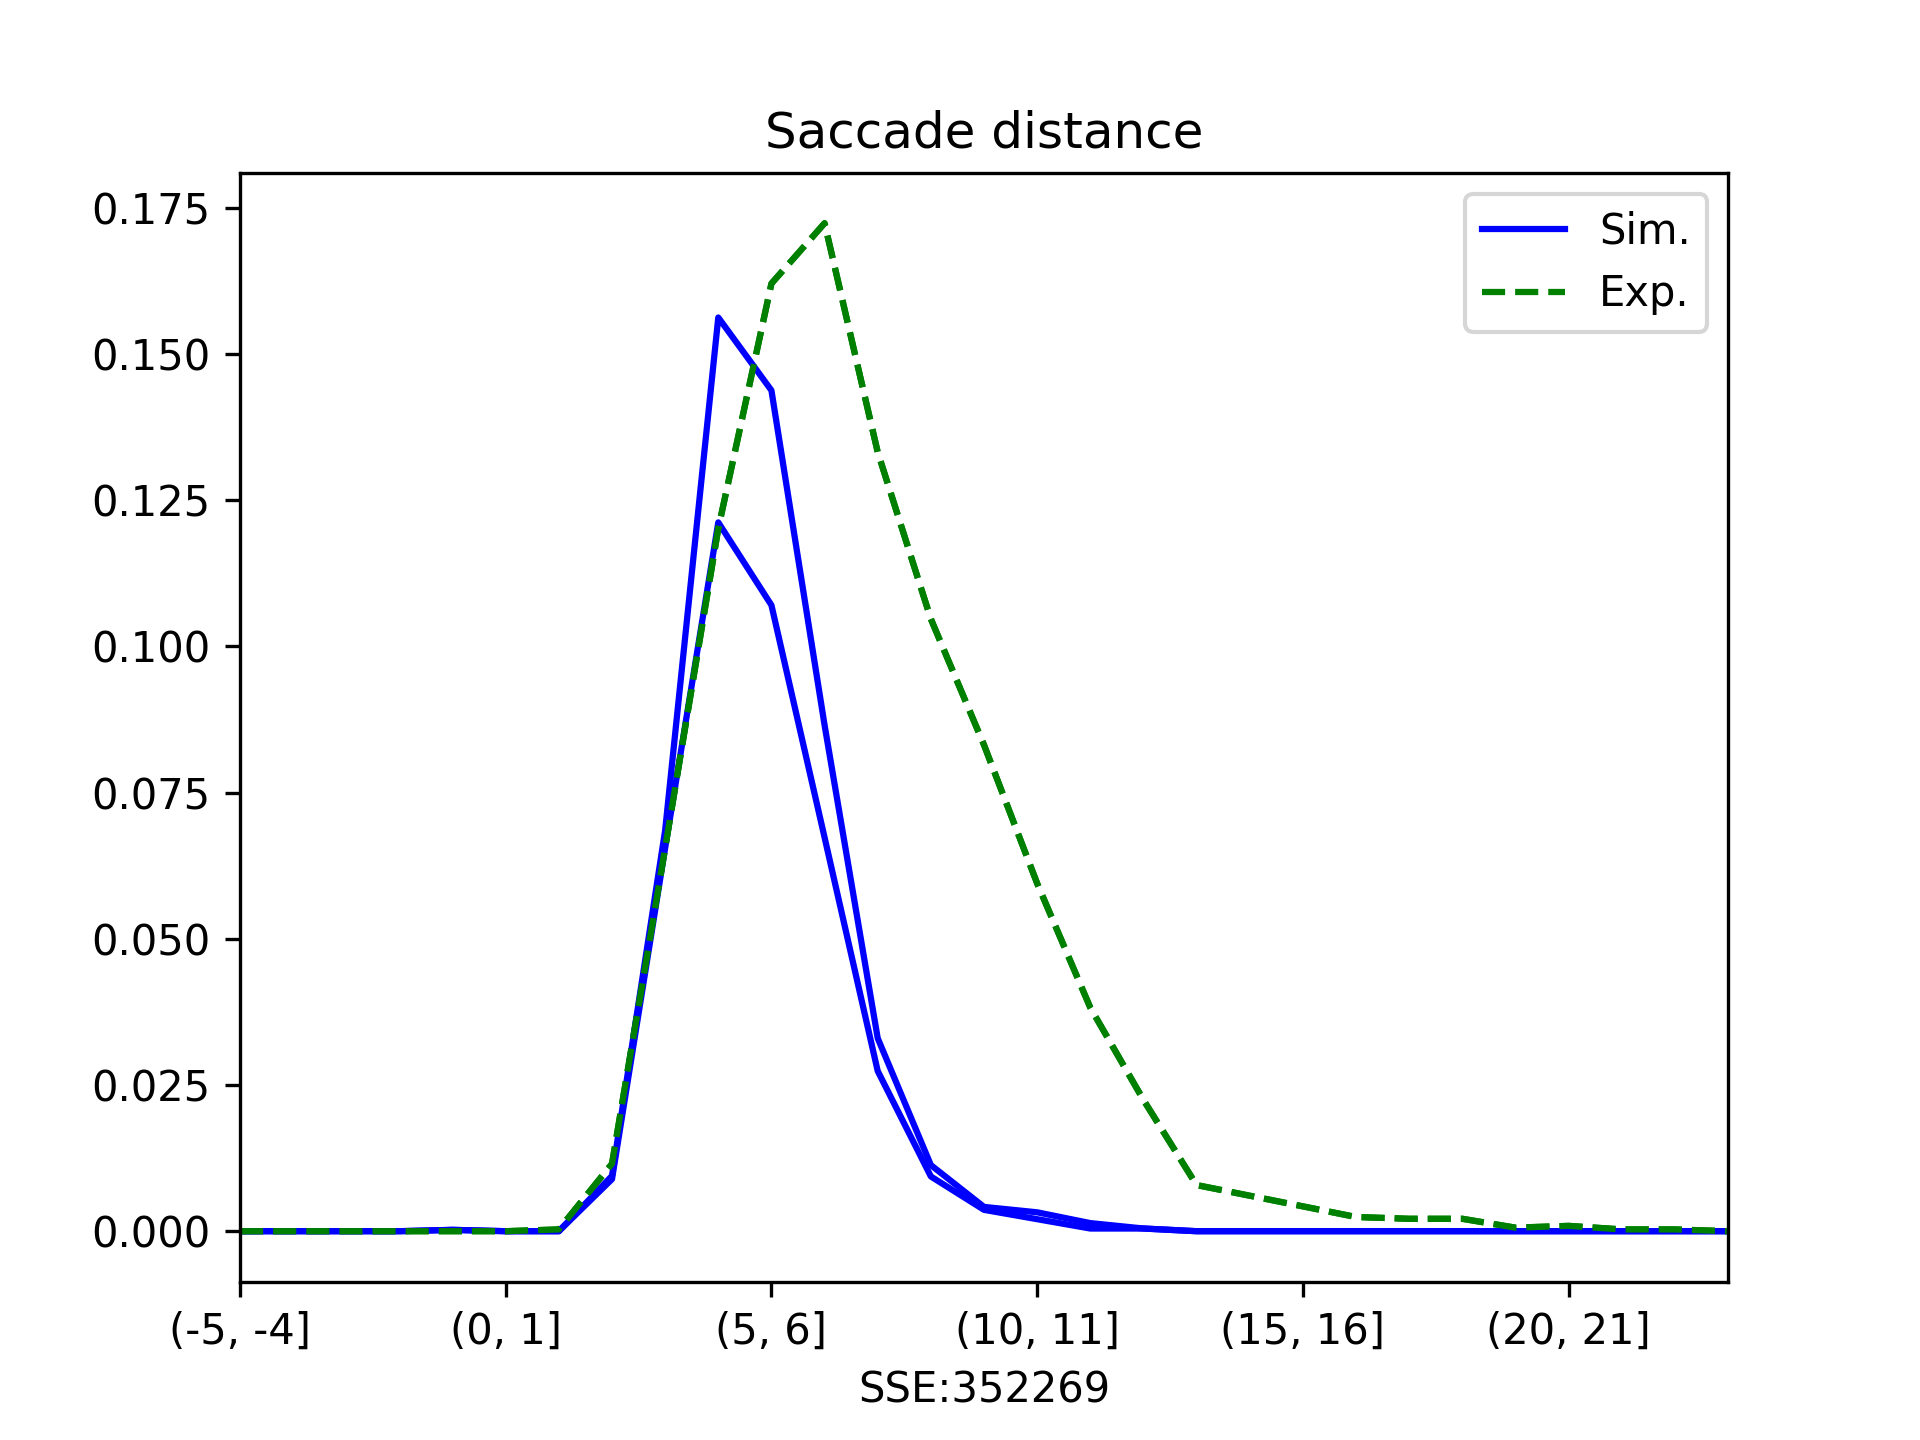 Saccade distance
0.175
0.150
0.125
0.100
0.075
0.050
0.025
0.000
Sim.
Exp.
(-5, -4] (0, 1] (5, 6] (10, 11] (15, 16] (20, 21]
SSE:352269